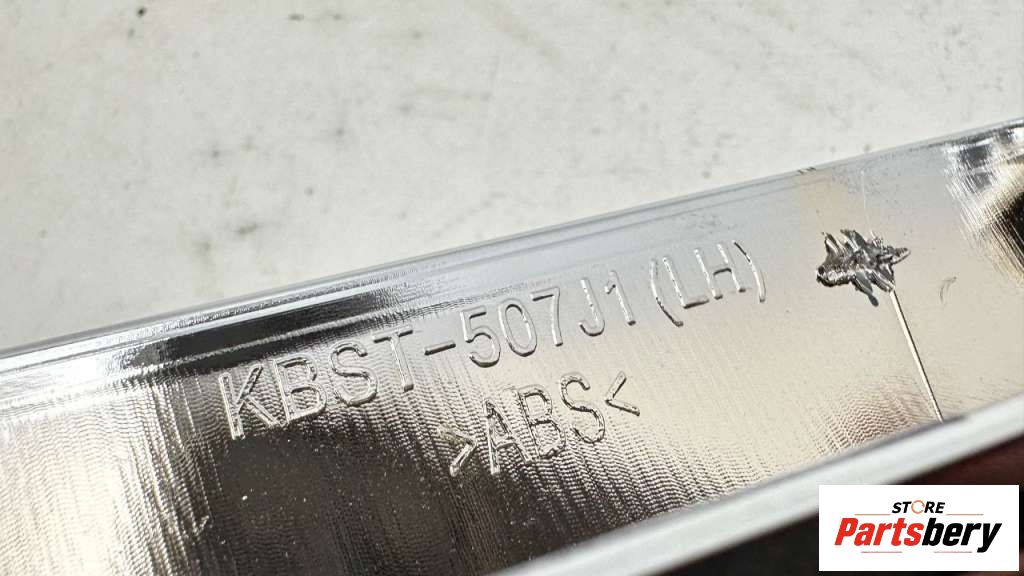 KBST-507J1(LH)
>ABS<
STORE
Partsbery